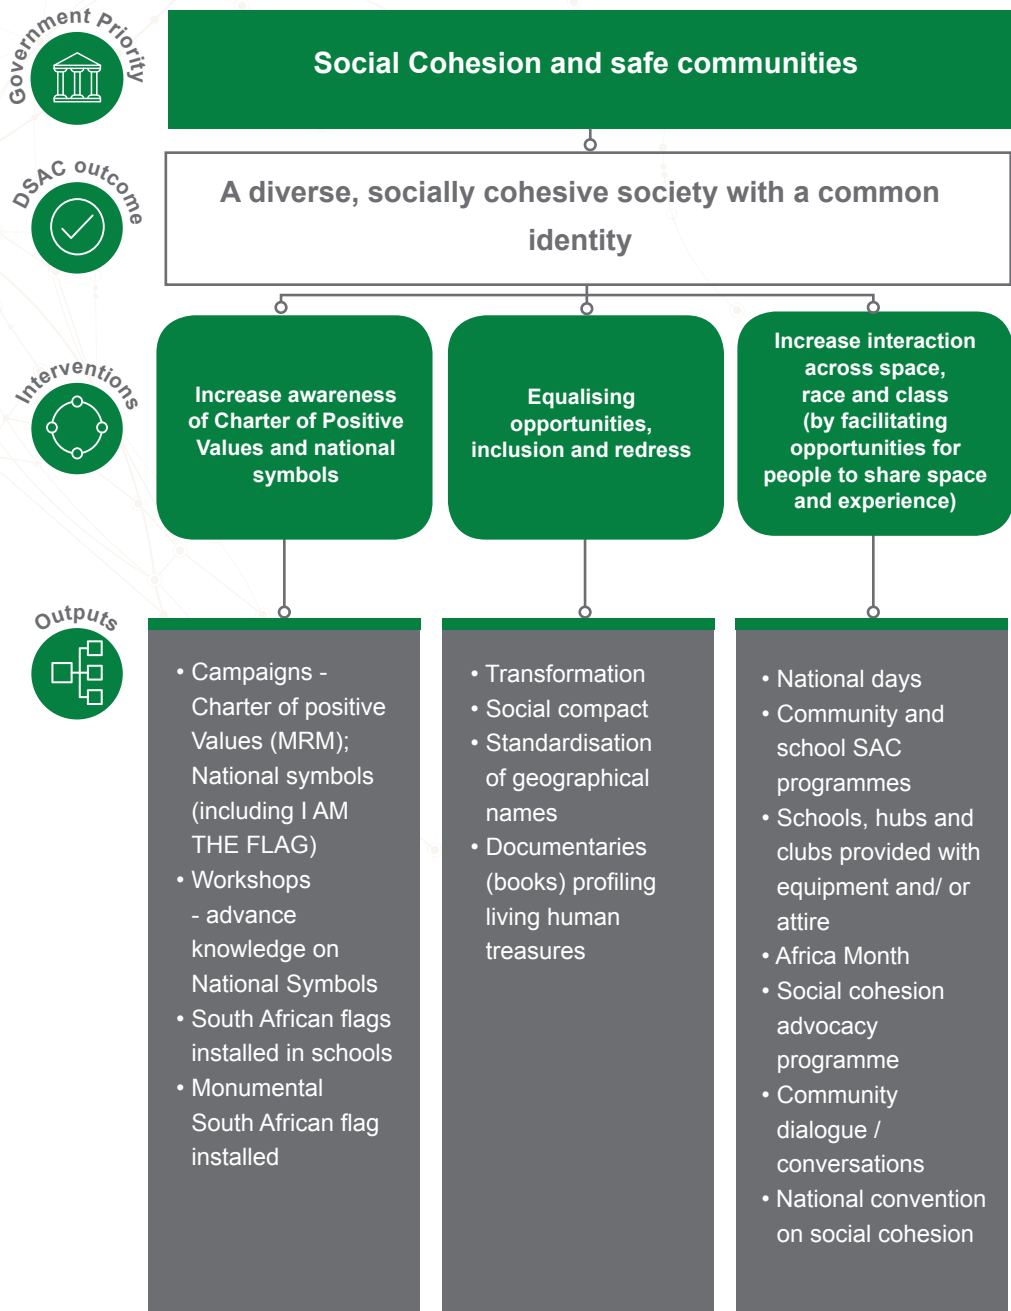 Government Priority
Social Cohesion and safe communities
DSAC outcome
A diverse, socially cohesive society with a common
identity
Interventions
Increase awareness
of Charter of Positive
Values and national
symbols
Equalising
opportunities,
inclusion and redress
Increase interaction
across space,
race and class
(by facilitating
opportunities for
people to share space
and experience)
Outputs
• Campaigns -
Charter of positive
Values (MRM);
National symbols
(including I AM
THE FLAG)
• Workshops
- advance
knowledge on
National Symbols
• South African flags
installed in schools
• Monumental
South African flag
installed
• Transformation
• Social compact
• Standardisation
of geographical
names
• Documentaries
(books) profiling
living human
treasures
• National days
• Community and
school SAC
programmes
• Schools, hubs and
clubs provided with
equipment and/ or
attire
• Africa Month
• Social cohesion
advocacy
programme
• Community
dialogue /
conversations
• National convention
on social cohesion